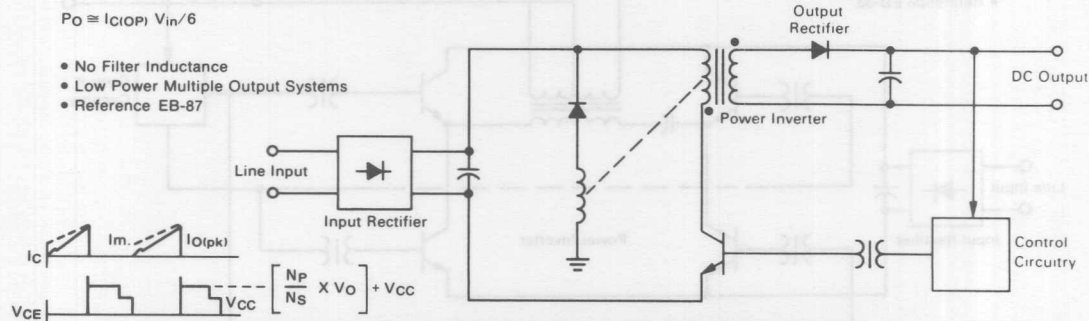 PO ≅ IC(OP) Vin/6
• No Filter Inductance
• Low Power Multiple Output Systems
• Reference EB-87
Output
Rectifier
DC Output
Power Inverter
Line Input
Input Rectifier
Control
Circuitry
IC
Im.
IO(pk)
VCE
VCC
[NP/NS X VO] + VCC